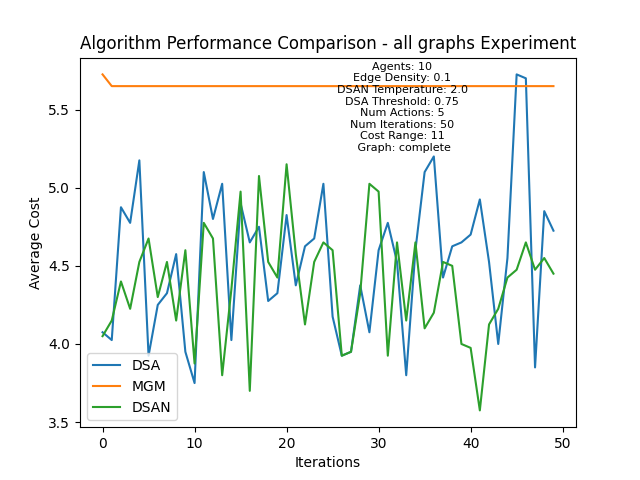 Algorithm Performance Comparison - all graphs Experiment
Agents: 10
Edge Density: 0.1
DSAN Temperature: 2.0
DSA Threshold: 0.75
Num Actions: 5
Num Iterations: 50
Cost Range: 11
Graph: complete
Average Cost
5.5
5.0
4.5
4.0
3.5
DSA
MGM
DSAN
0 10 20 30 40 50
Iterations